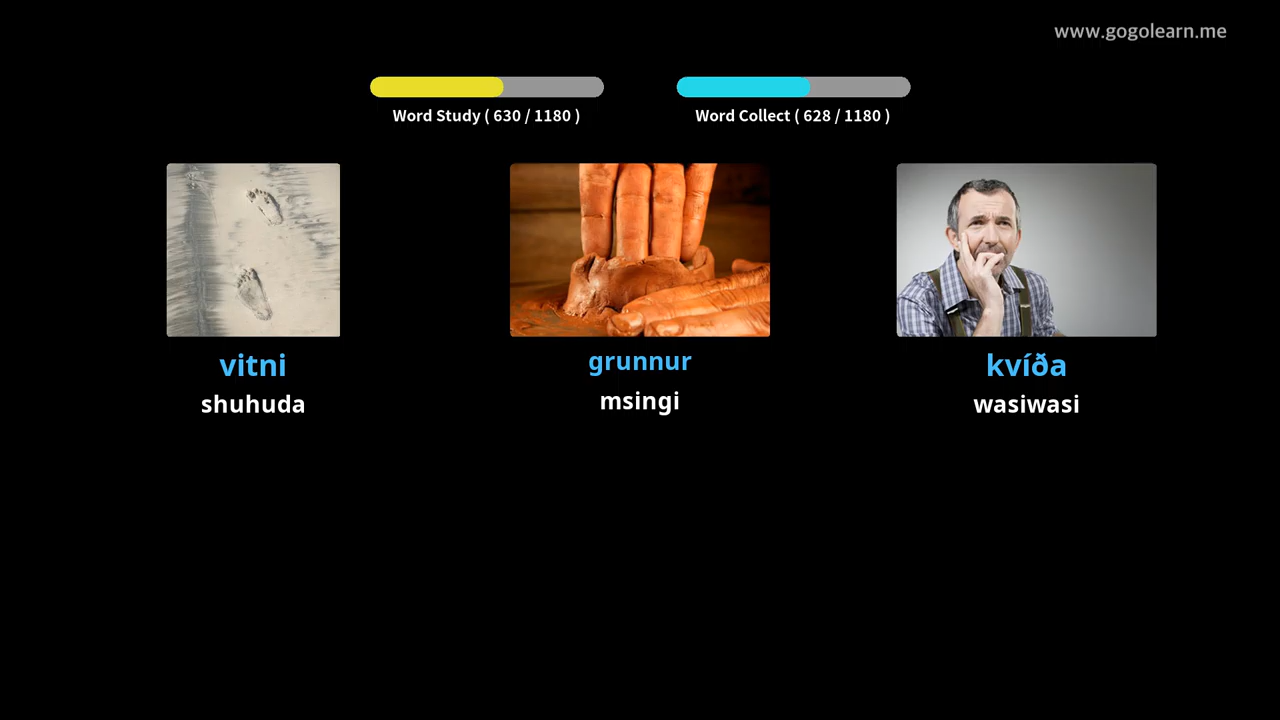 www.gogolearn.me
Word Study ( 630 / 1180 )
Word Collect ( 628 / 1180 )
vitni
shuhuda
grunnur
msingi
kvíða
wasiwasi